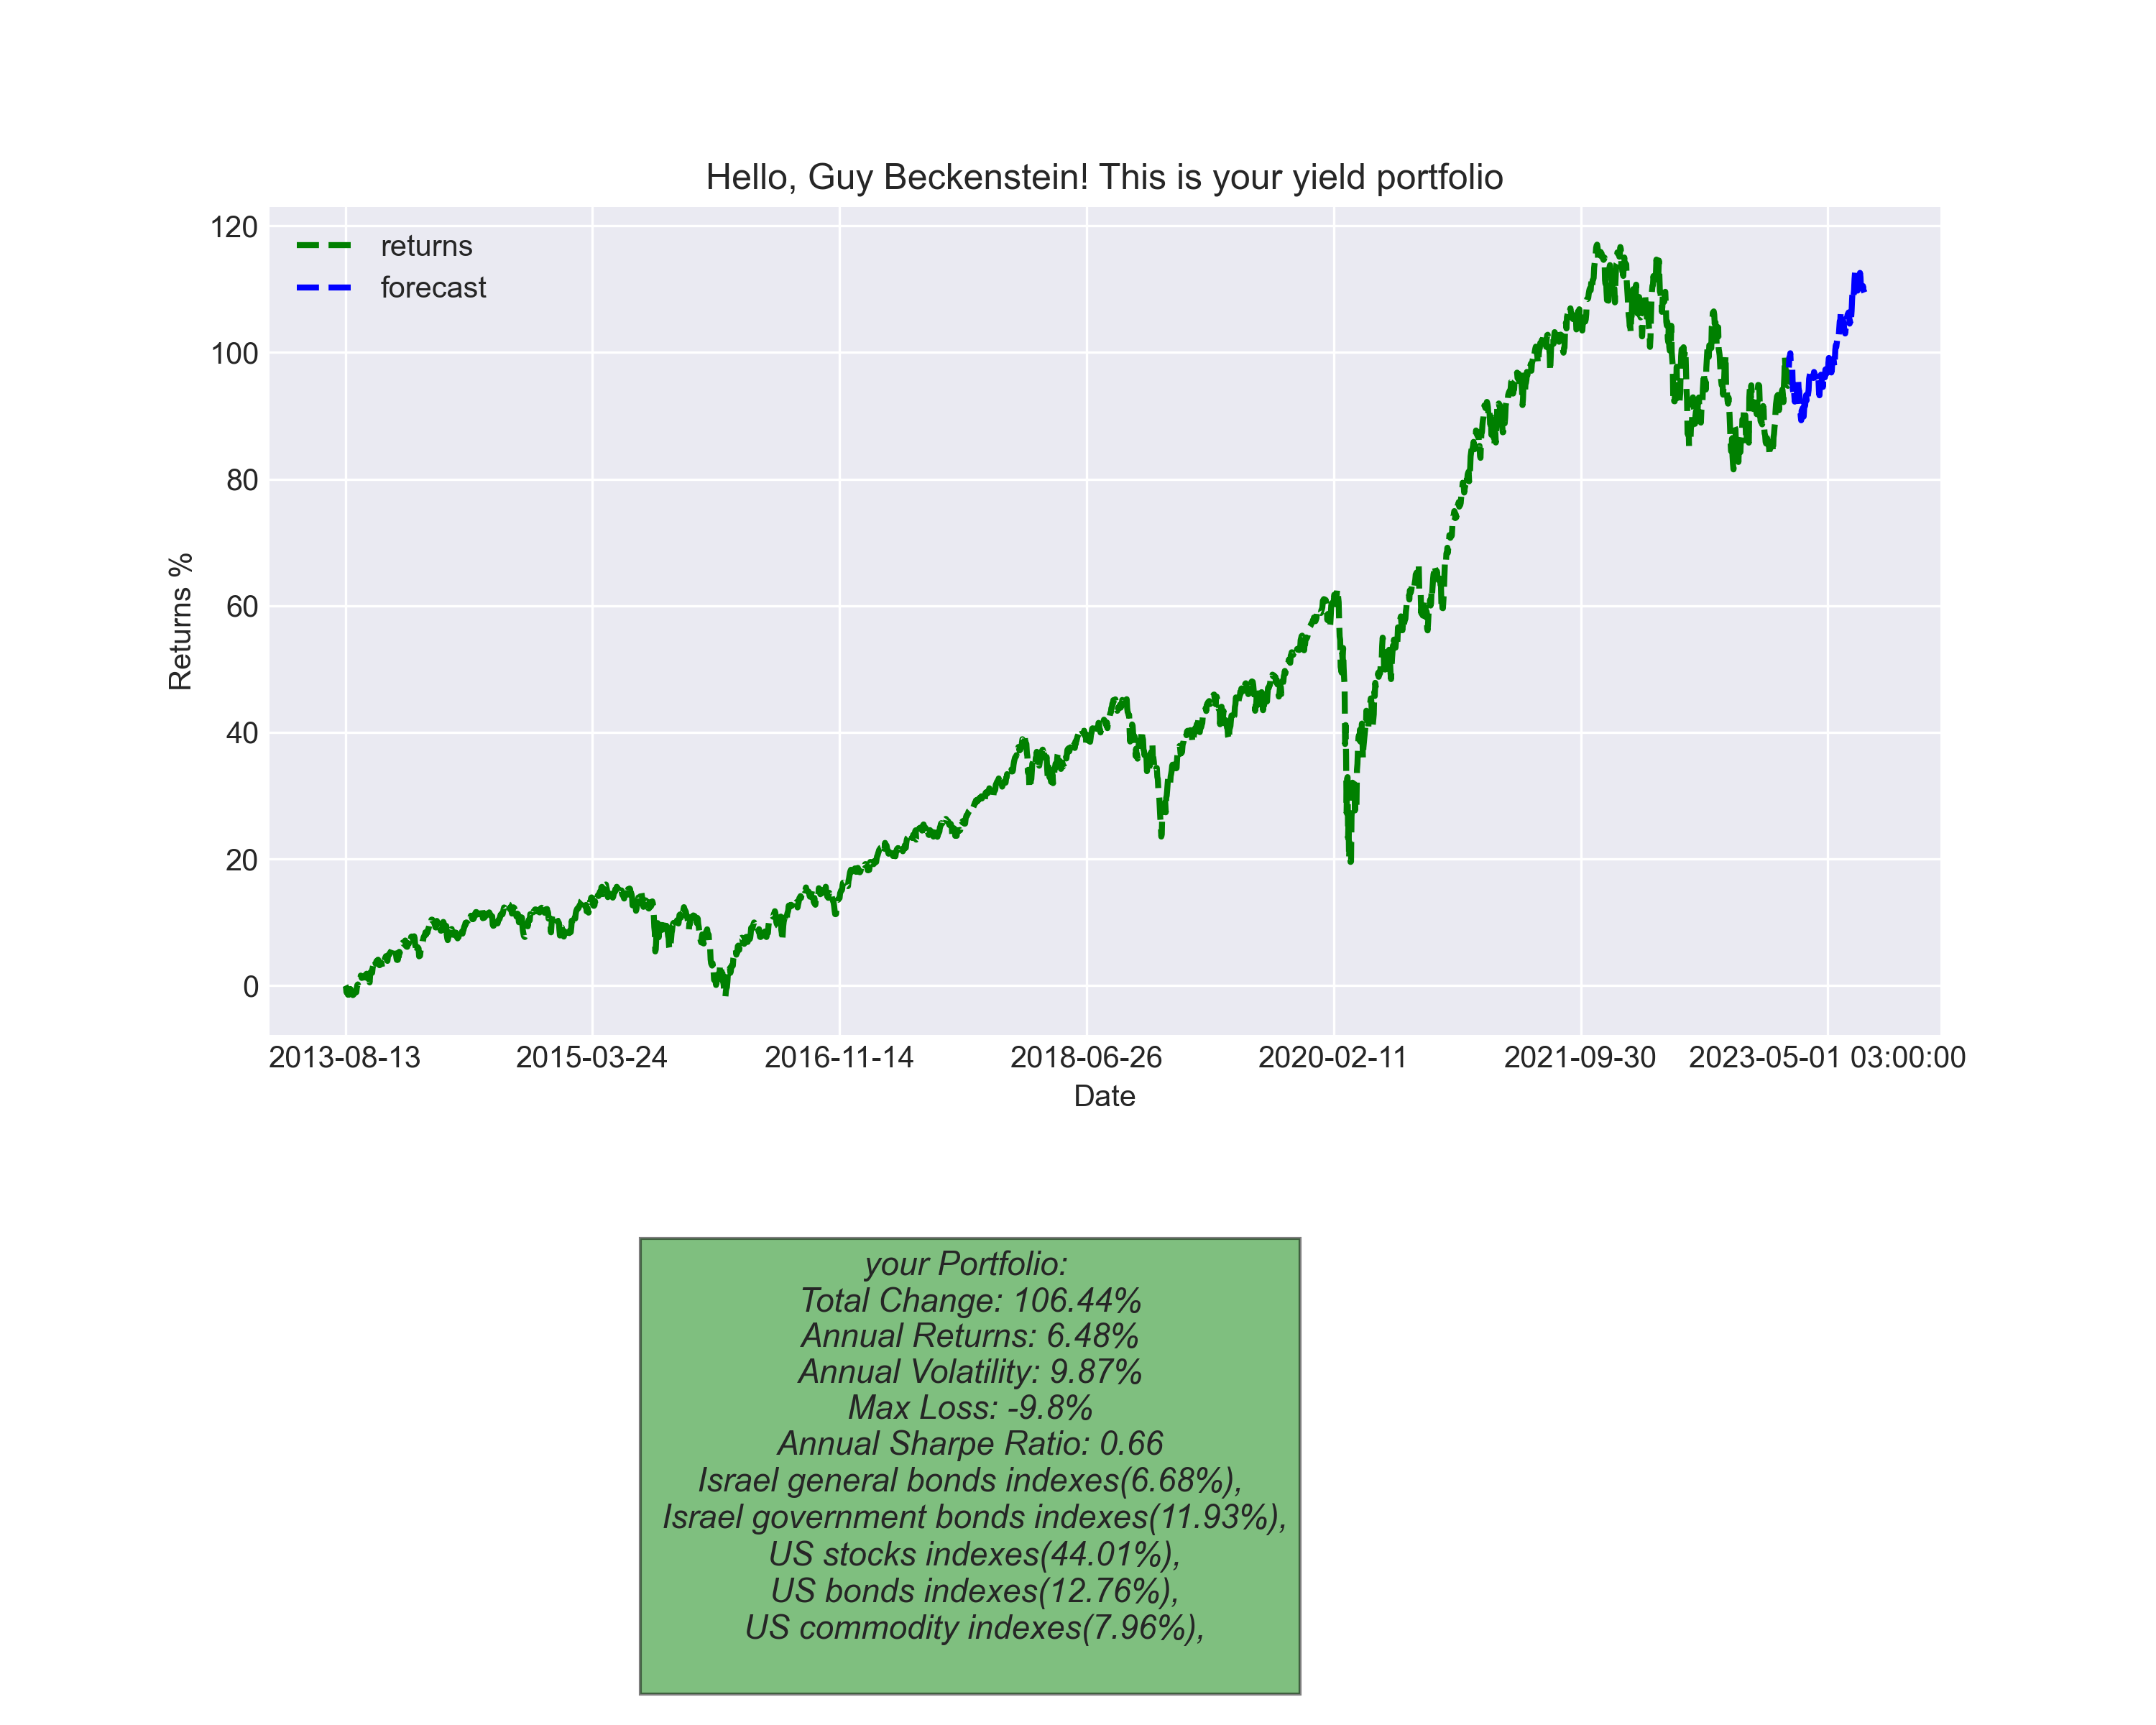 Hello, Guy Beckenstein! This is your yield portfolio
120
100
80
60
40
20
0
Returns %
returns
forecast
2013-08-13
2015-03-24
2016-11-14
2018-06-26
2020-02-11
2021-09-30
2023-05-01 03:00:00
Date
your Portfolio:
Total Change: 106.44%
Annual Returns: 6.48%
Annual Volatility: 9.87%
Max Loss: -9.8%
Annual Sharpe Ratio: 0.66
Israel general bonds indexes(6.68%),
Israel government bonds indexes(11.93%),
US stocks indexes(44.01%),
US bonds indexes(12.76%),
US commodity indexes(7.96%),